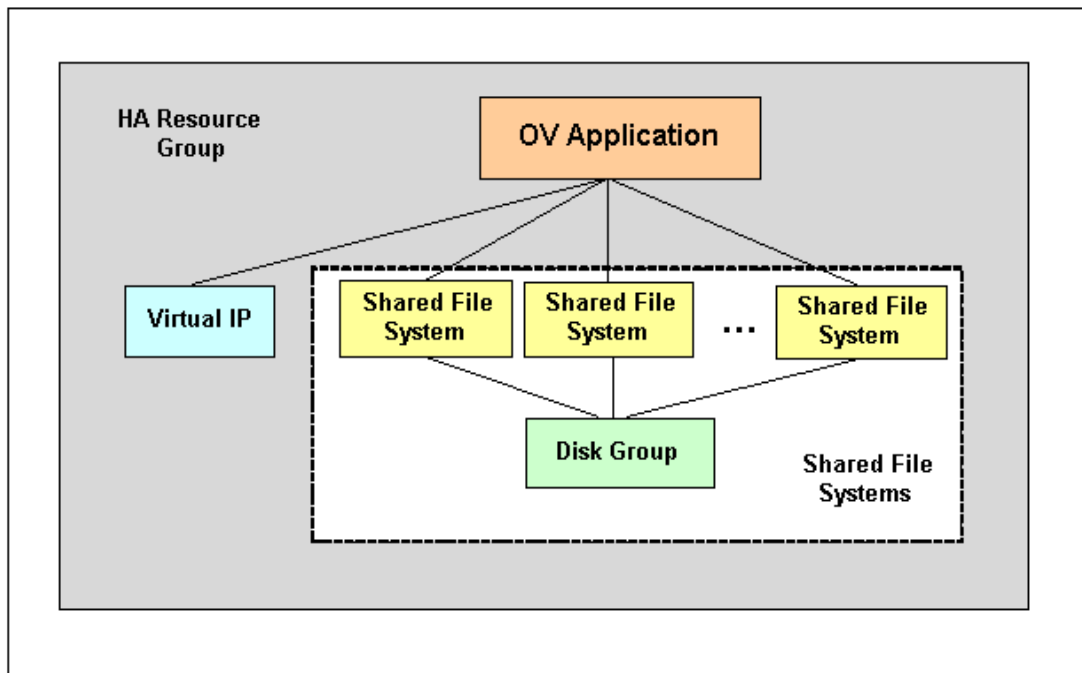 HA Resource
Group
OV Application
Virtual IP
Shared File
System
Shared File
System
...
Shared File
System
Disk Group
Shared File
Systems